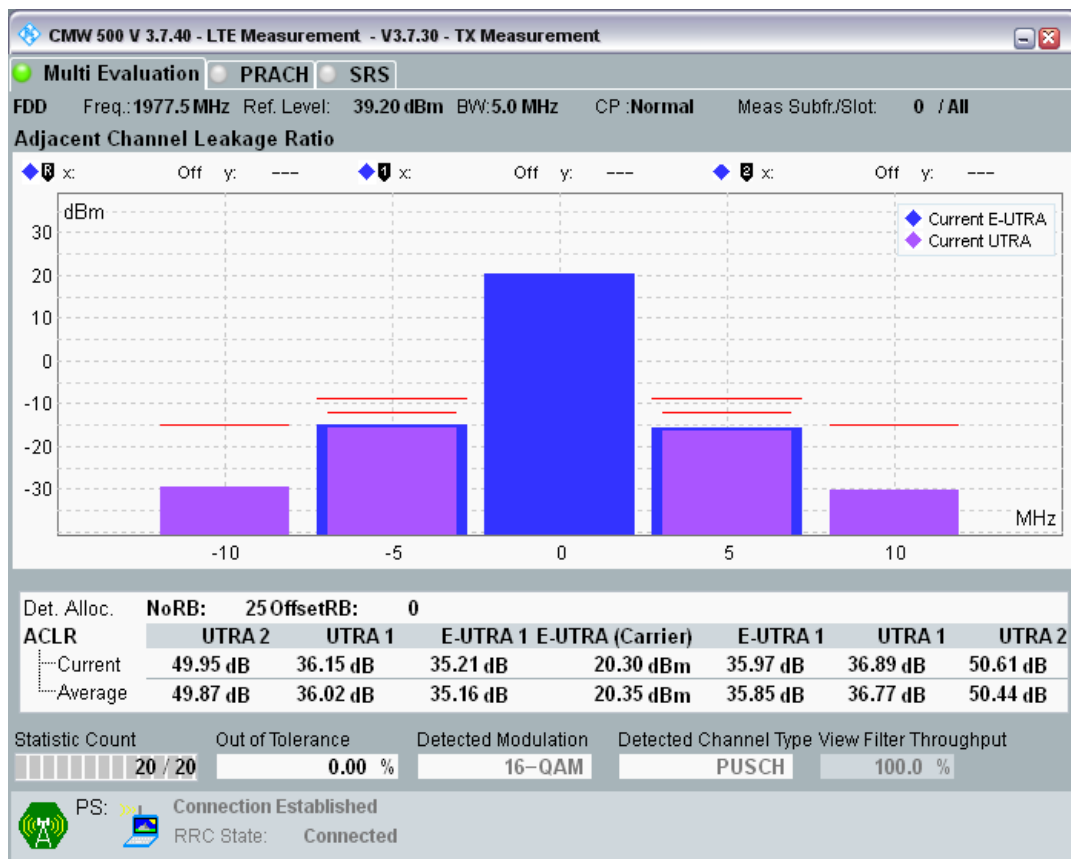 CMW 500 V 3.7.40 - LTE Measurement - V3.7.30 - TX Measurement
Multi Evaluation PRACH SRS
FDD Freq.:1977.5 MHz Ref. Level: 39.20 dBm BW:5.0 MHz CP :Normal Meas Subfr./Slot: 0 / All
Adjacent Channel Leakage Ratio
R x: Off y: --- 1 x: Off y: --- 2 x: Off y: ---
dBm
Current E-UTRA
Current UTRA
30
20
10
0
-10
-20
-30
MHz
-10 -5 0 5 10
Det. Alloc. NoRB: 25 OffsetRB: 0
ACLR UTRA 2 UTRA 1 E-UTRA 1 E-UTRA (Carrier) E-UTRA 1 UTRA 1 UTRA 2
Current 49.95 dB 36.15 dB 35.21 dB 20.30 dBm 35.97 dB 36.89 dB 50.61 dB
Average 49.87 dB 36.02 dB 35.16 dB 20.35 dBm 35.85 dB 36.77 dB 50.44 dB
Statistic Count Out of Tolerance Detected Modulation Detected Channel Type View Filter Throughput
20 / 20 0.00 % 16-QAM PUSCH 100.0 %
PS: Connection Established
RRC State: Connected